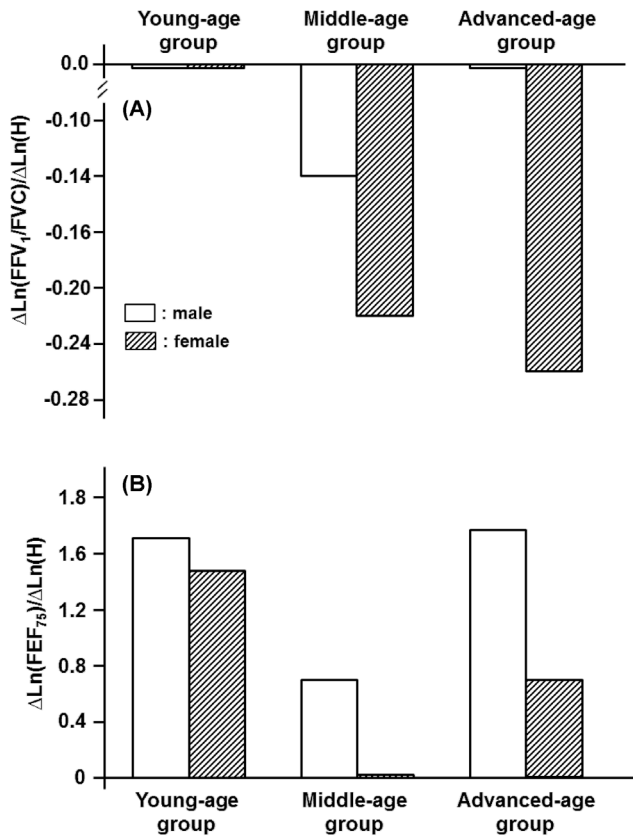 Young-age group
Middle-age group
Advanced-age group
0.0
(A)
-0.10
-0.14
-0.16
-0.20
-0.24
-0.28
ΔLn(FFV₁/FVC)/ΔLn(H)
: male
: female
(B)
1.8
1.6
1.2
0.8
0.4
0
ΔLn(FEF₇₅)/ΔLn(H)
Young-age group
Middle-age group
Advanced-age group